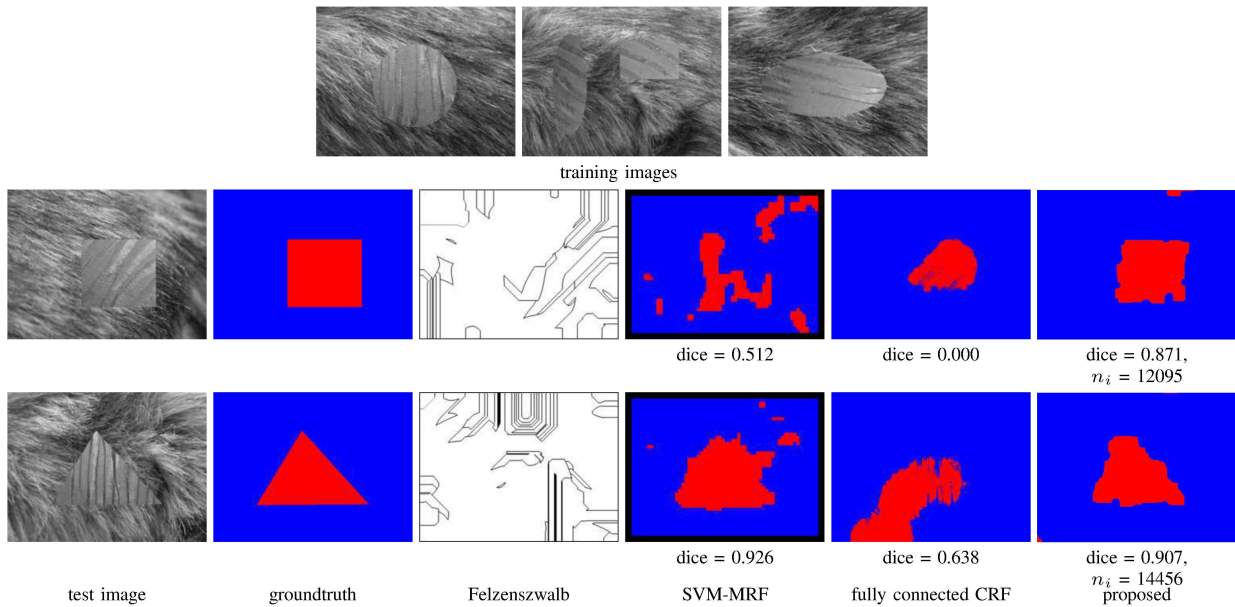 training images
dice = 0.512
dice = 0.000
dice = 0.871,
n_i = 12095
dice = 0.926
dice = 0.638
dice = 0.907,
n_i = 14456
test image
groundtruth
Felzenszwalb
SVM-MRF
fully connected CRF
proposed